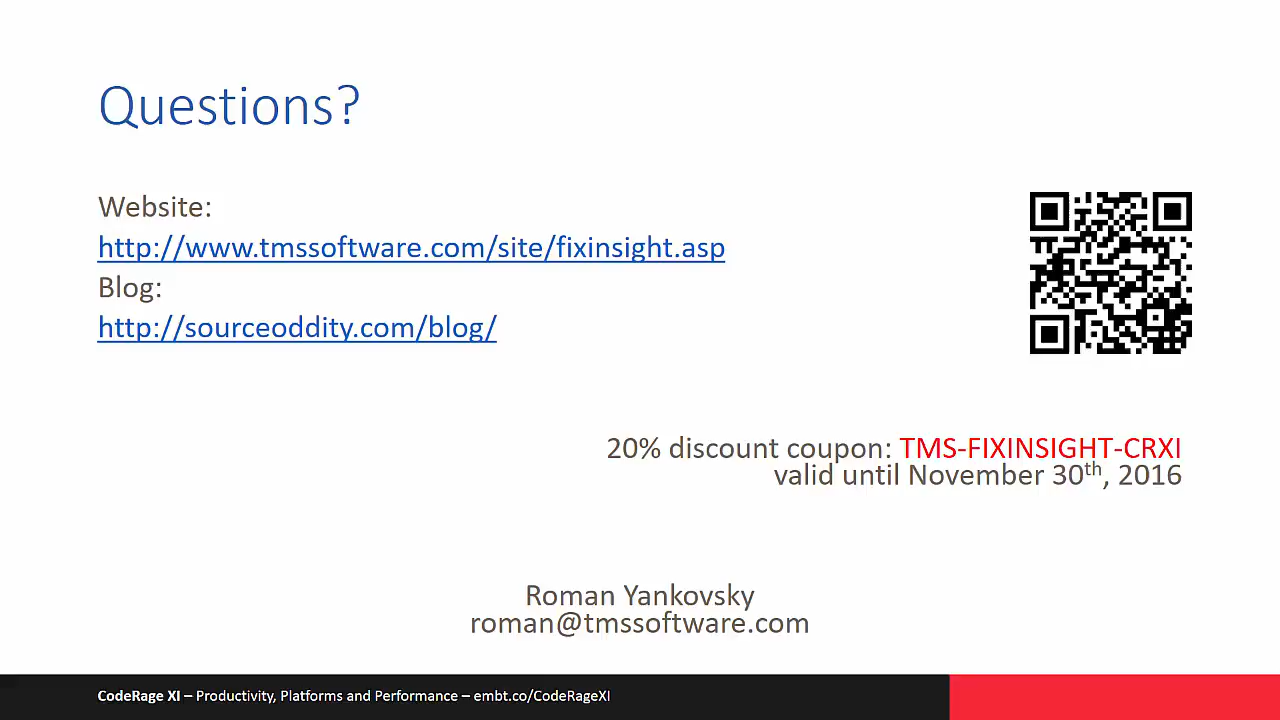 Questions?
Website:
http://www.tmssoftware.com/site/fixinsight.asp
Blog:
http://sourceoddity.com/blog/
20% discount coupon: TMS-FIXINSIGHT-CRXI
valid until November 30th, 2016
Roman Yankovsky
roman@tmssoftware.com
CodeRage XI – Productivity, Platforms and Performance – embt.co/CodeRageXI